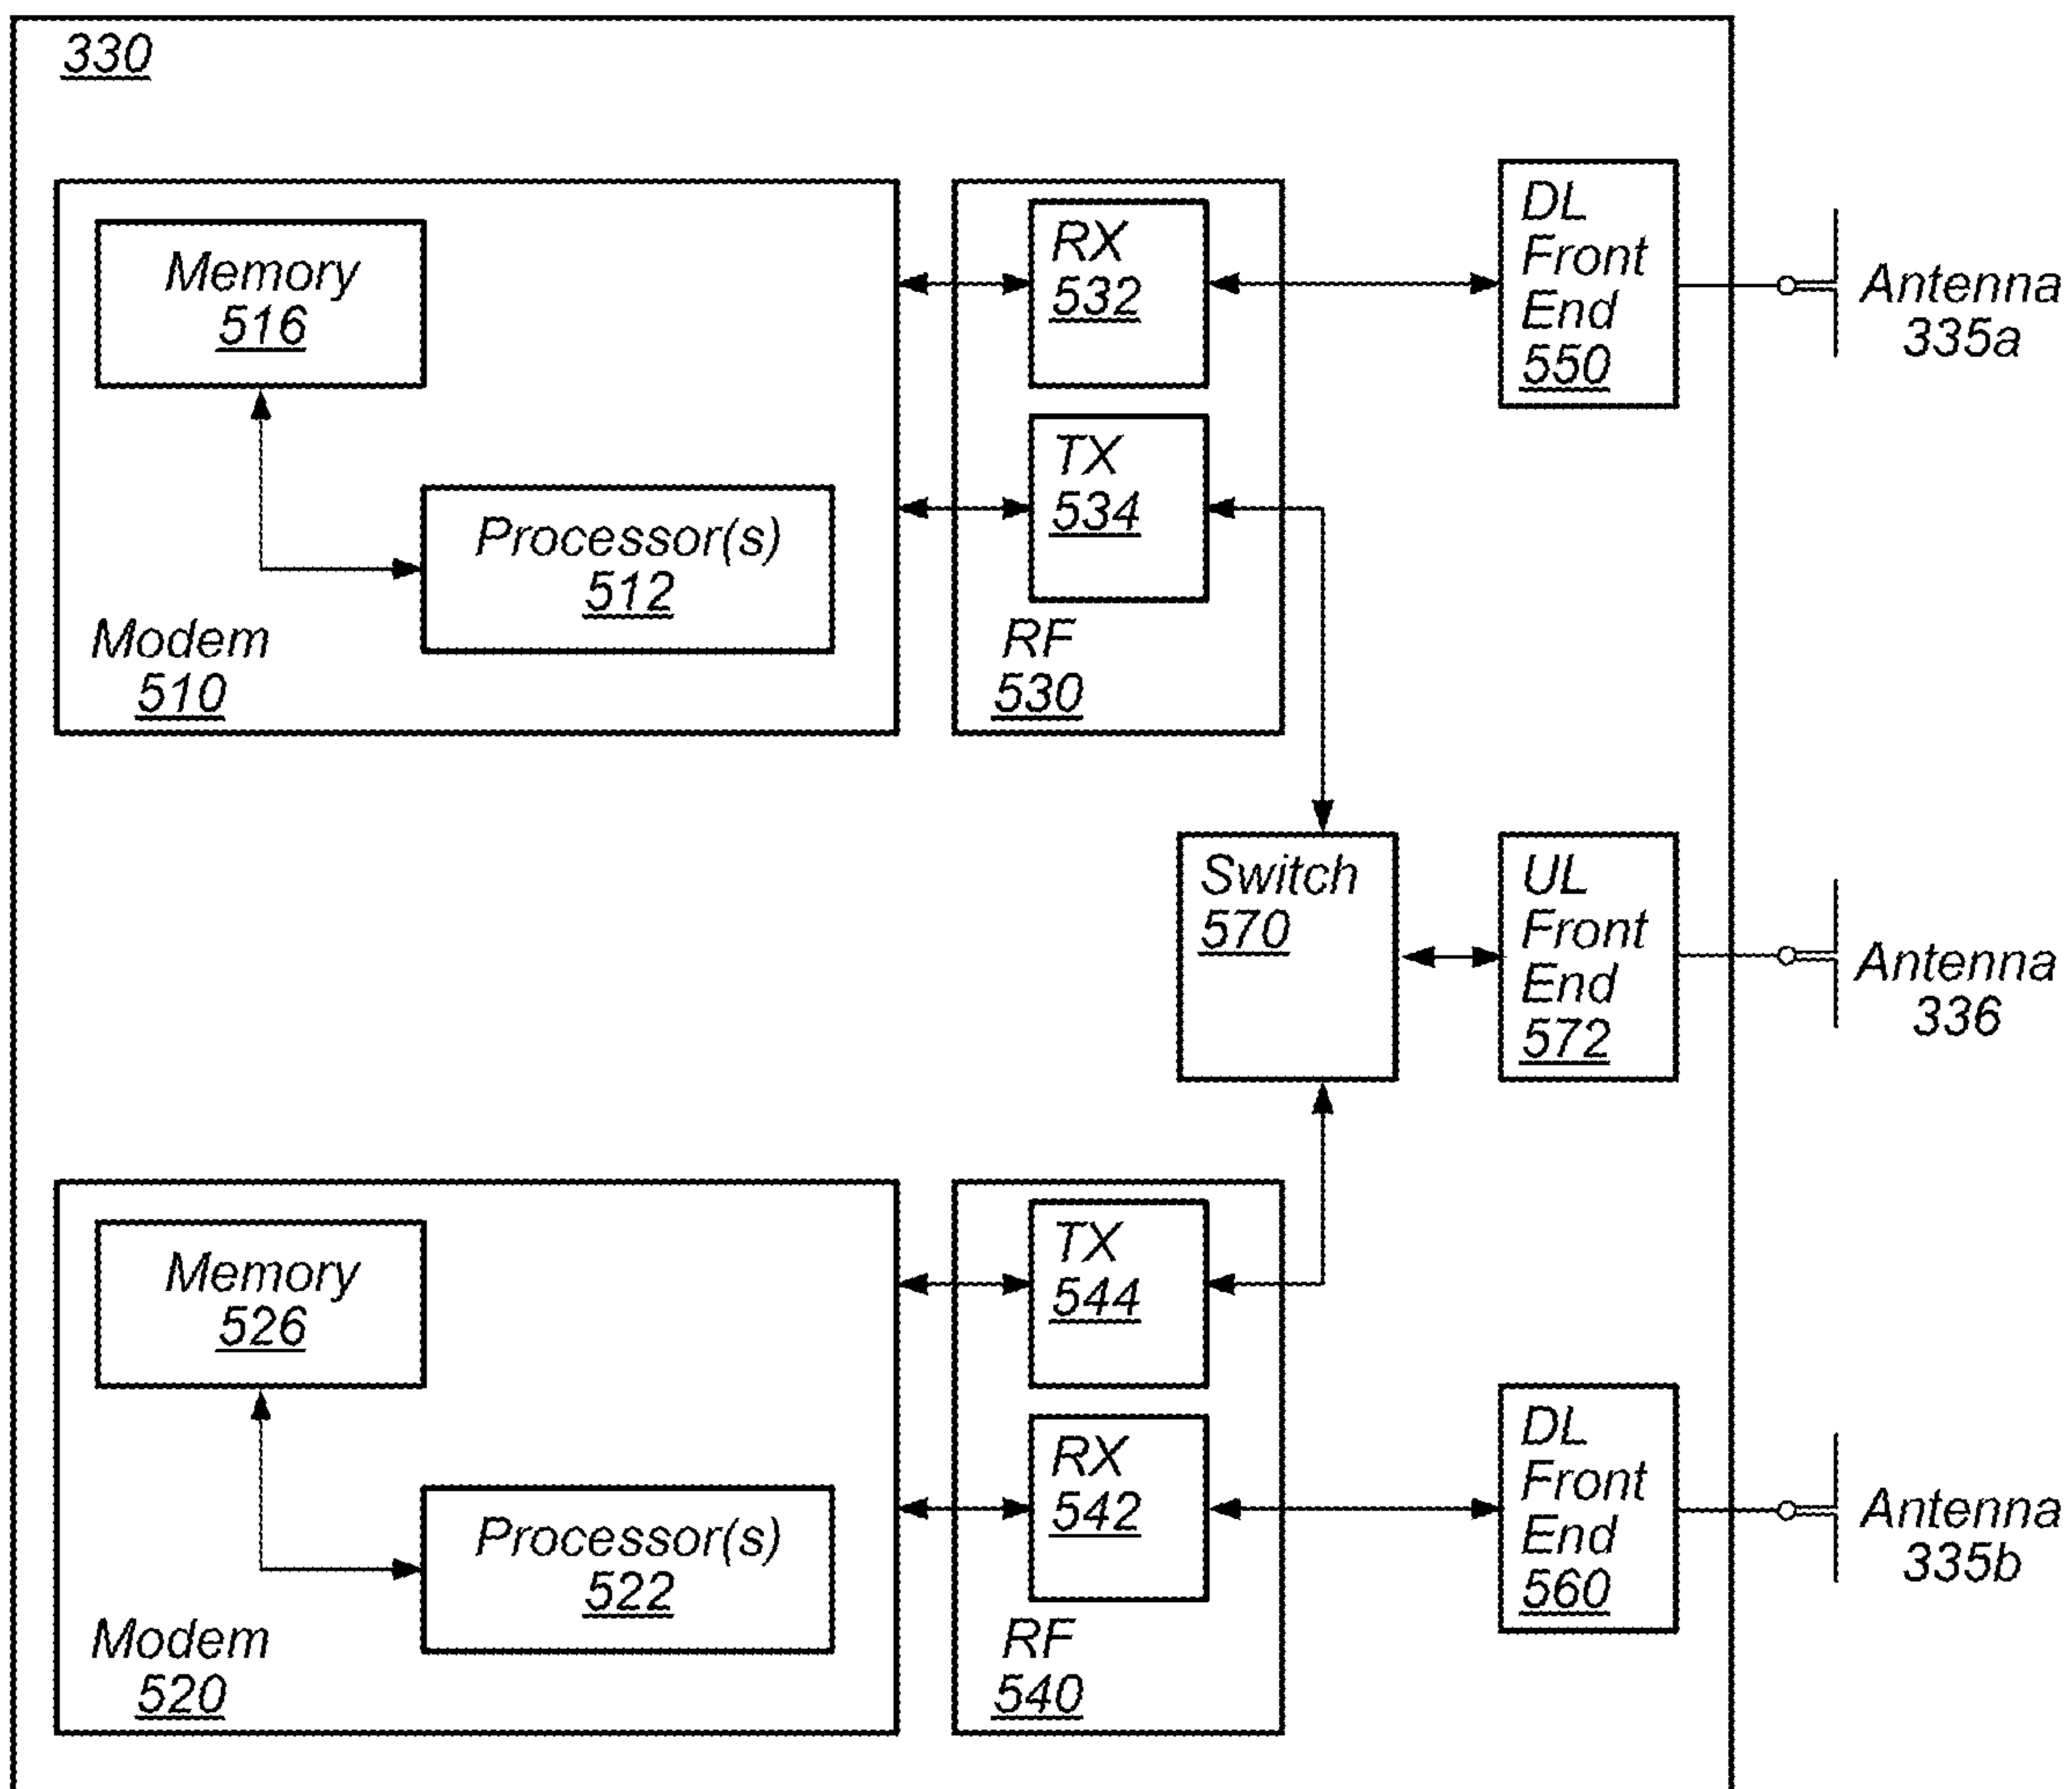 330
Memory
516
Processor(s)
512
Modem
510
RX
532
TX
534
RF
530
DL
Front
End
550
Antenna
335a
Switch
570
UL
Front
End
572
Antenna
336
Memory
526
Processor(s)
522
Modem
520
TX
544
RX
542
RF
540
DL
Front
End
560
Antenna
335b